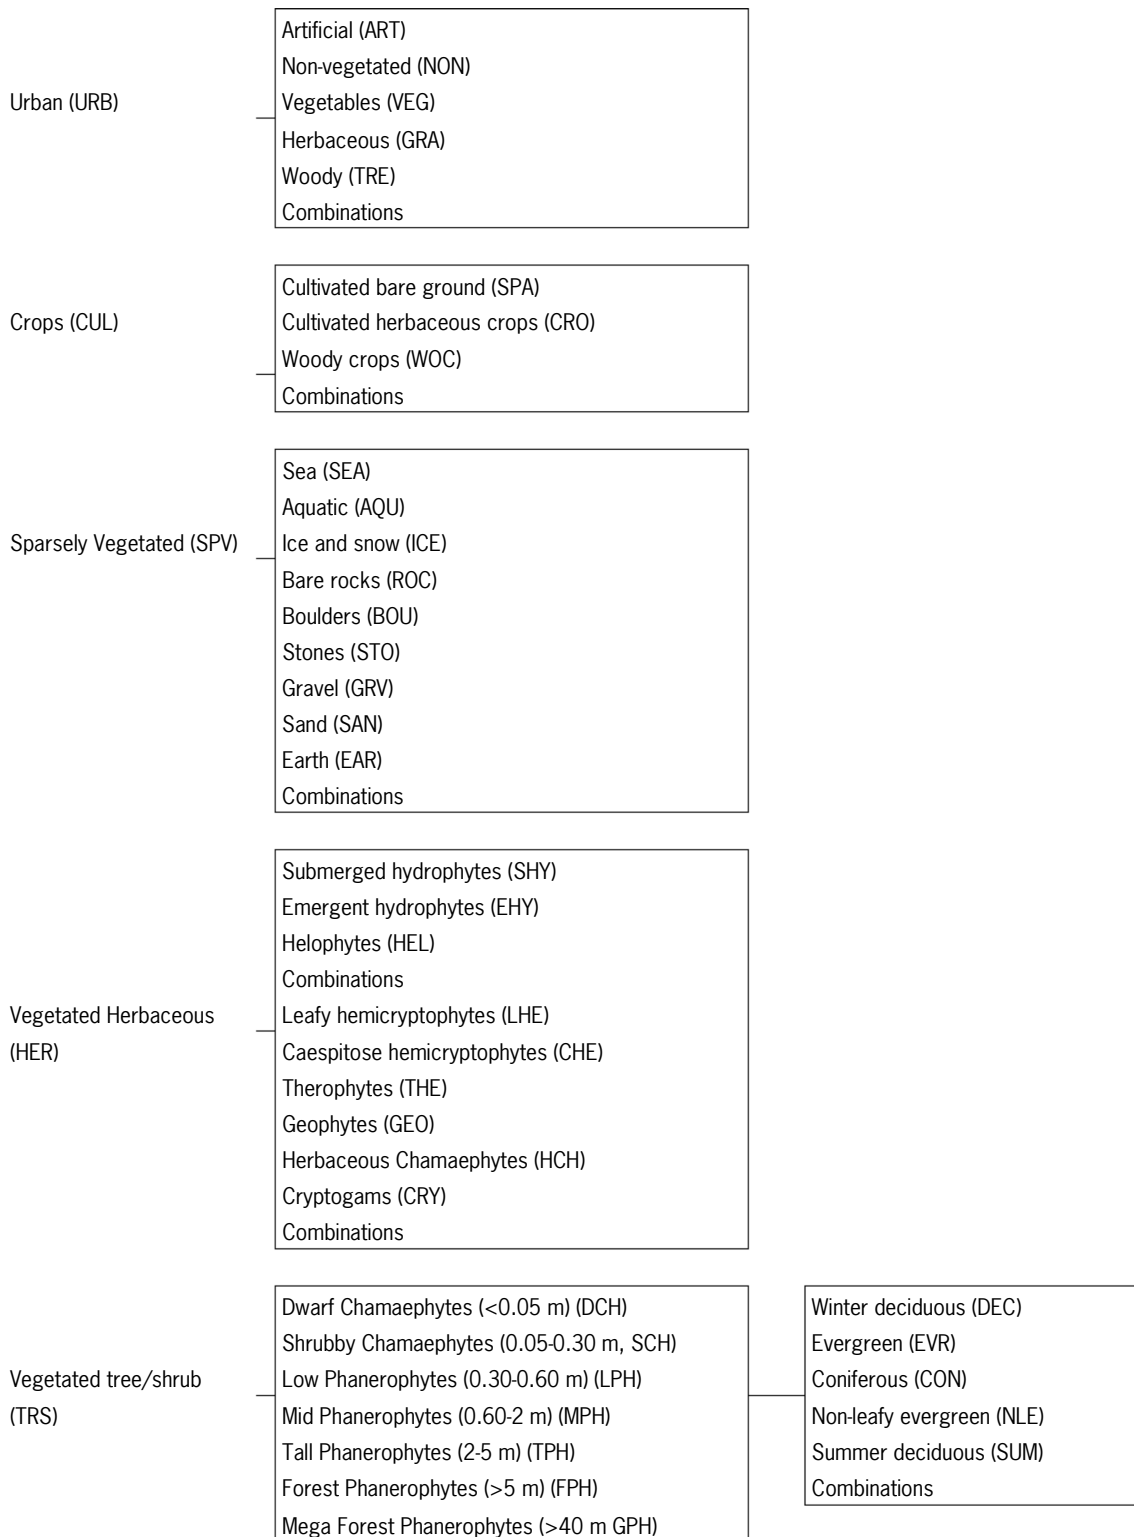 Urban (URB)
Artificial (ART)
Non-vegetated (NON)
Vegetables (VEG)
Herbaceous (GRA)
Woody (TRE)
Combinations
Crops (CUL)
Cultivated bare ground (SPA)
Cultivated herbaceous crops (CRO)
Woody crops (WOC)
Combinations
Sparsely Vegetated (SPV)
Sea (SEA)
Aquatic (AQU)
Ice and snow (ICE)
Bare rocks (ROC)
Boulders (BOU)
Stones (STO)
Gravel (GRV)
Sand (SAN)
Earth (EAR)
Combinations
Vegetated Herbaceous
(HER)
Submerged hydrophytes (SHY)
Emergent hydrophytes (EHY)
Helophytes (HEL)
Combinations
Leafy hemicryptophytes (LHE)
Caespitose hemicryptophytes (CHE)
Therophytes (THE)
Geophytes (GEO)
Herbaceous Chamaephytes (HCH)
Cryptogams (CRY)
Combinations
Vegetated tree/shrub
(TRS)
Dwarf Chamaephytes (<0.05 m) (DCH)
Shrubby Chamaephytes (0.05-0.30 m, SCH)
Low Phanerophytes (0.30-0.60 m) (LPH)
Mid Phanerophytes (0.60-2 m) (MPH)
Tall Phanerophytes (2-5 m) (TPH)
Forest Phanerophytes (>5 m) (FPH)
Mega Forest Phanerophytes (>40 m GPH)
Winter deciduous (DEC)
Evergreen (EVR)
Coniferous (CON)
Non-leafy evergreen (NLE)
Summer deciduous (SUM)
Combinations